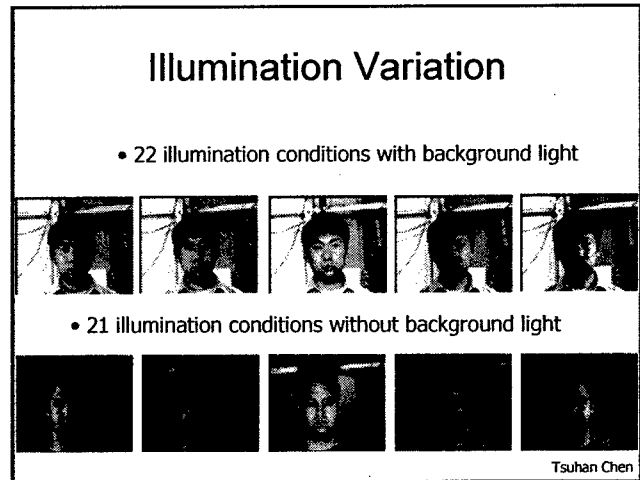 Illumination Variation
• 22 illumination conditions with background light
• 21 illumination conditions without background light
Tsuhan Chen